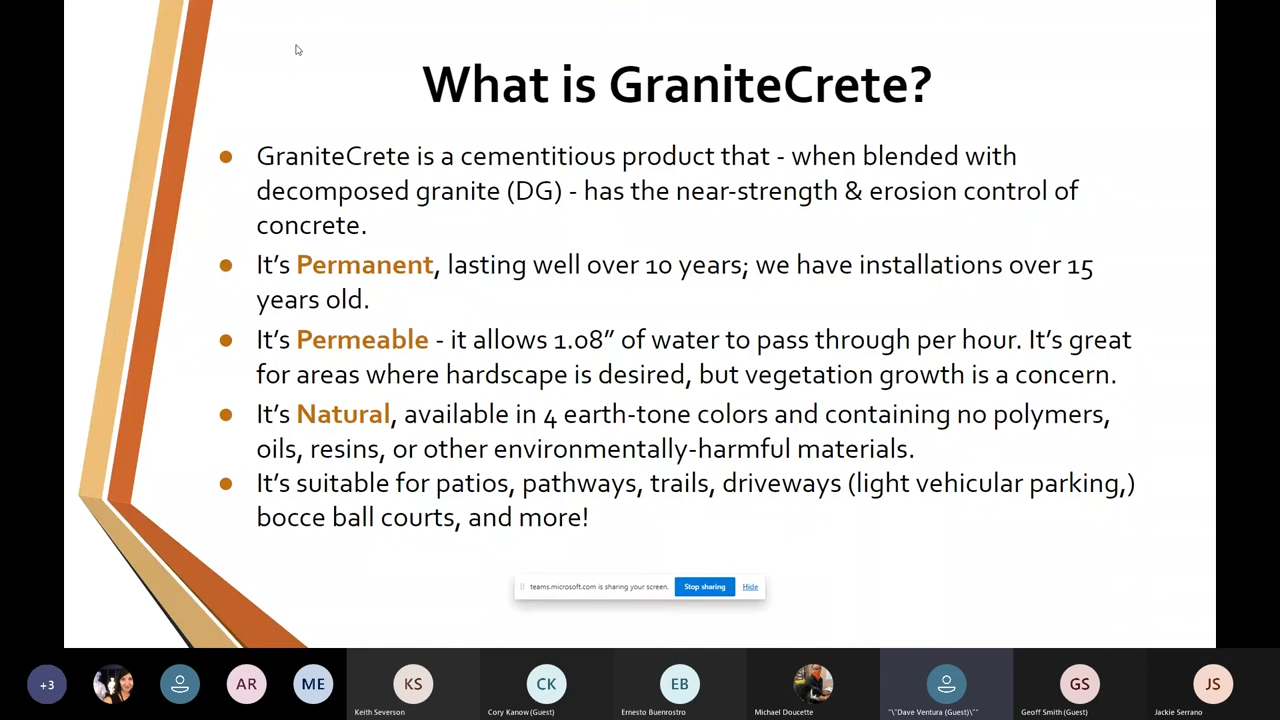 What is GraniteCrete?
GraniteCrete is a cementitious product that - when blended with
decomposed granite (DG) - has the near-strength & erosion control of
concrete.
It's Permanent, lasting well over 10 years; we have installations over 15
years old.
It's Permeable - it allows 1.08” of water to pass through per hour. It's great
for areas where hardscape is desired, but vegetation growth is a concern.
It's Natural, available in 4 earth-tone colors and containing no polymers,
oils, resins, or other environmentally-harmful materials.
It's suitable for patios, pathways, trails, driveways (light vehicular parking,)
bocce ball courts, and more!
teams.microsoft.com is sharing your screen. Stop sharing Hide
+3 AR ME KS CK EB GS JS
Keith Severson Cory Kanow (Guest) Ernesto Buenrostro Michael Doucette "\"Dave Ventura (Guest)\"" Geoff Smith (Guest) Jackie Serrano